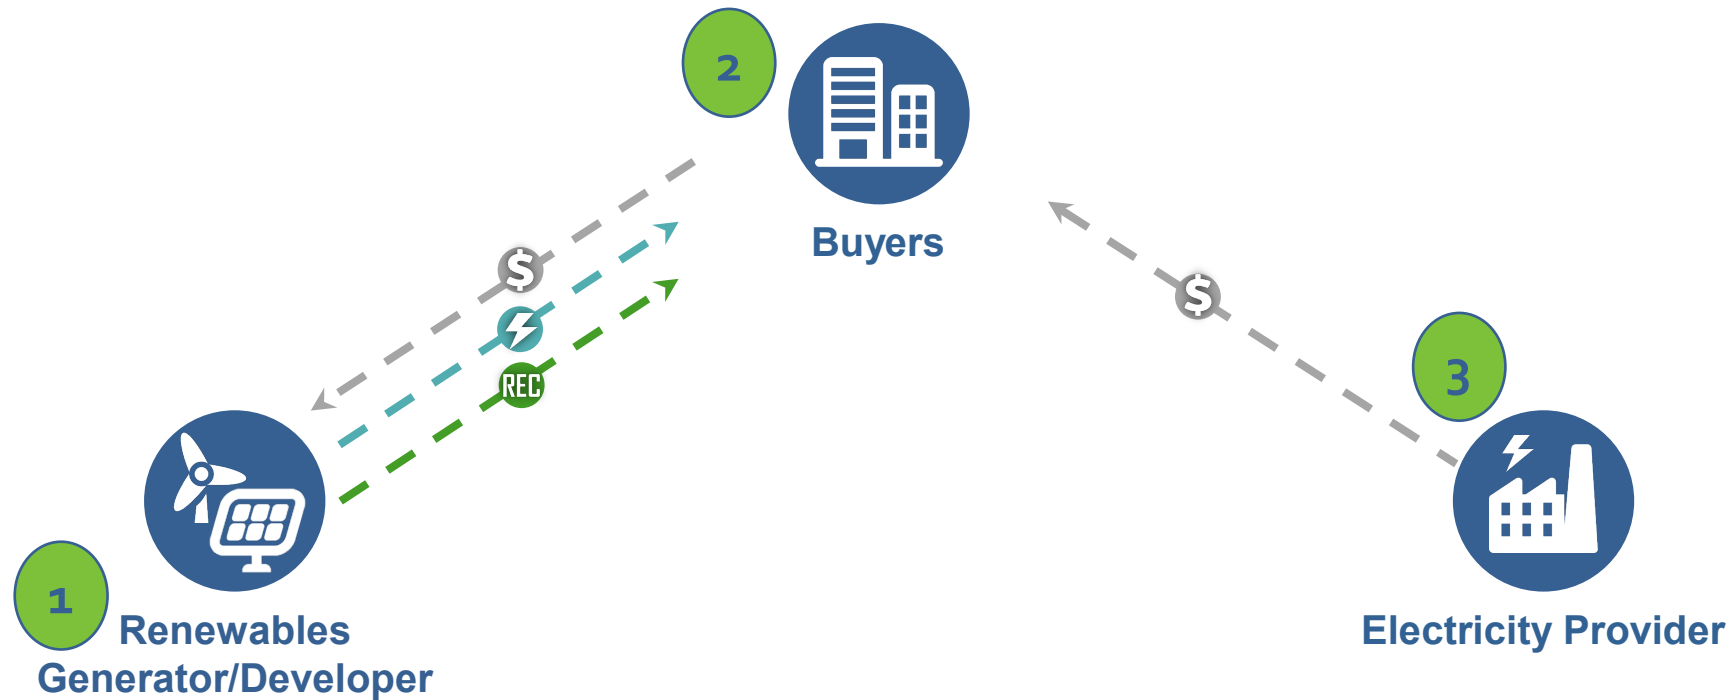 2
Buyers
$
$
REC
3
1
Renewables
Generator/Developer
Electricity Provider